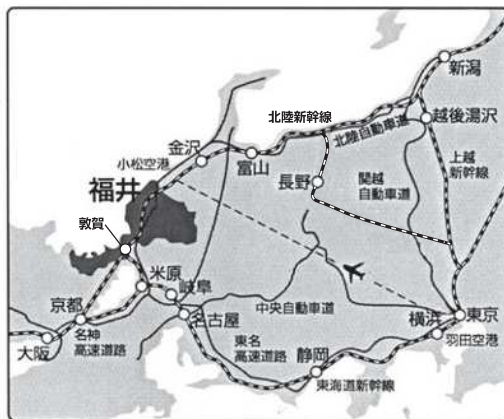 新潟
北陸新幹線
越後湯沢
北陸自動車道
金沢
小松空港
富山
上越
新幹線
関越
自動車道
長野
福井
敦賀
米原
岐阜
中央自動車道
横浜
東京
京都
名古屋
羽田空港
名神
高速道路
東名
高速道路
静岡
大阪
東海道新幹線